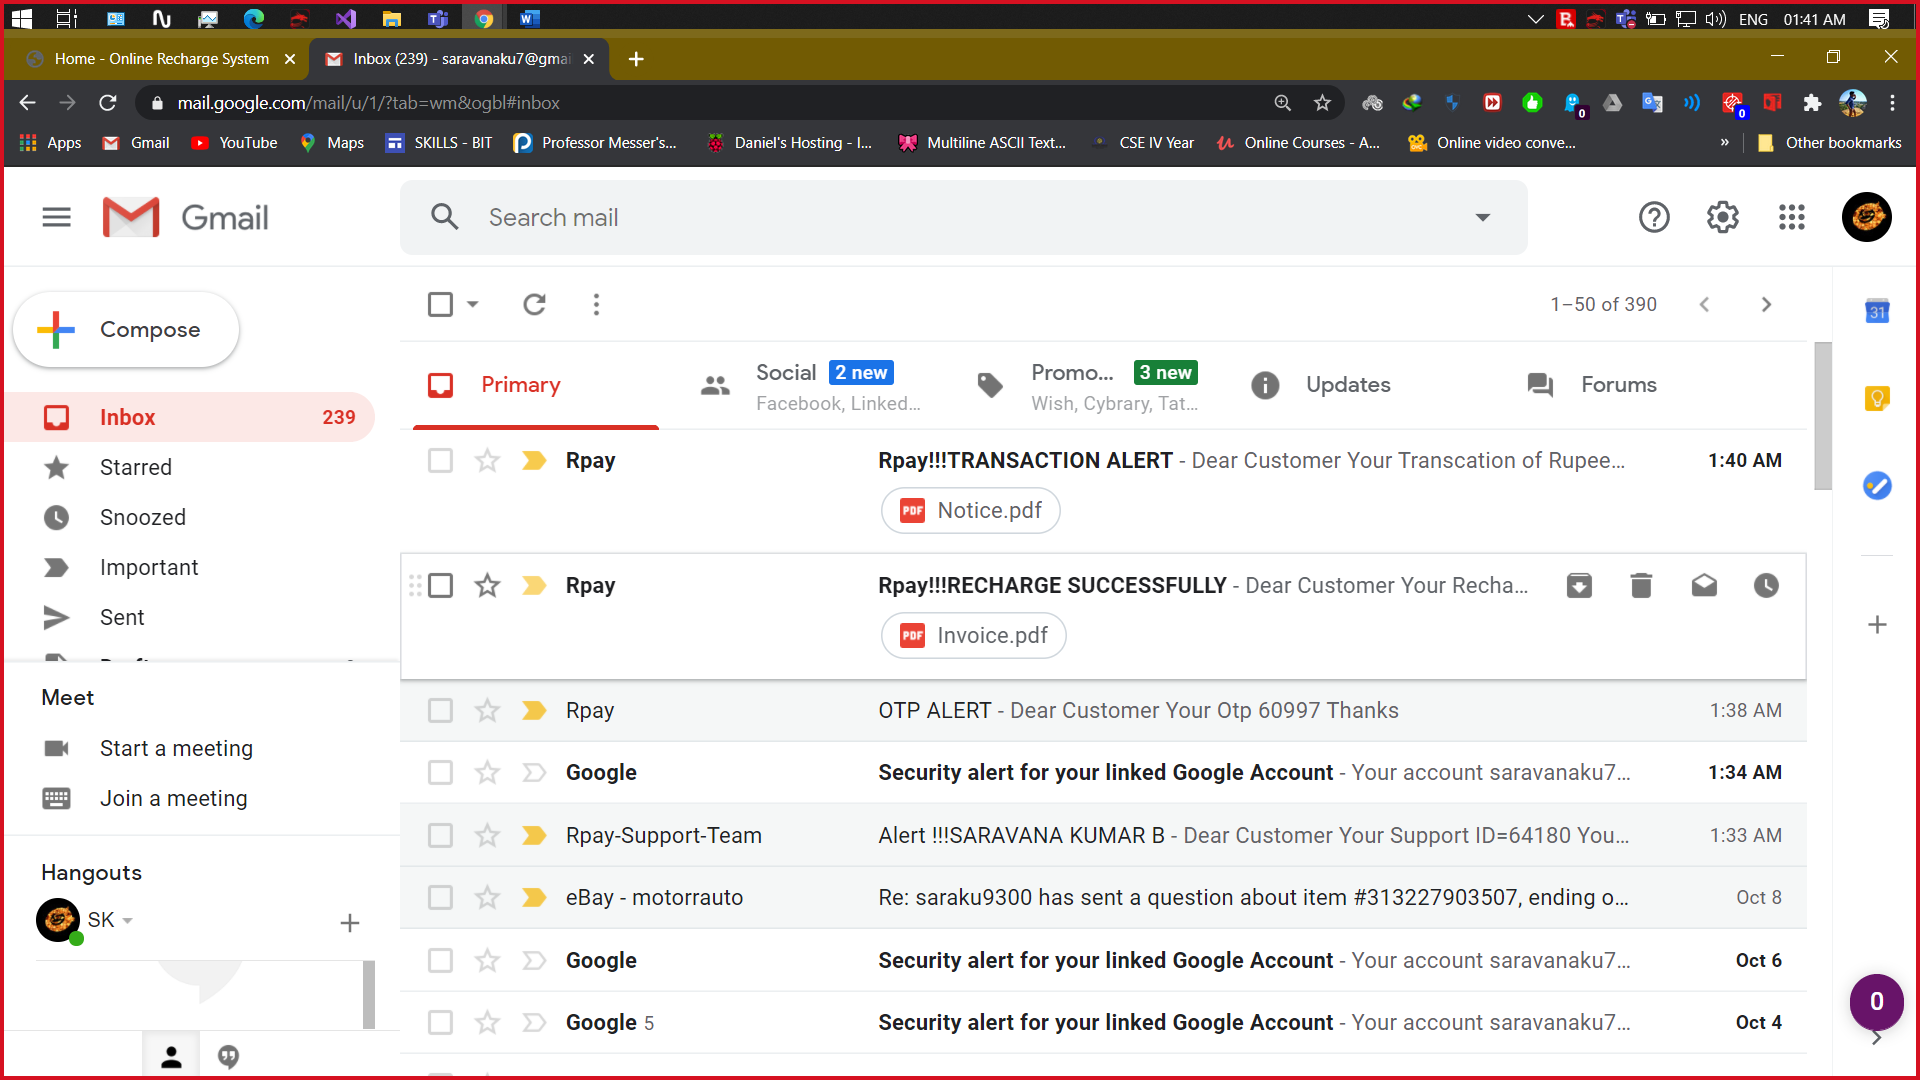 ENG 01:41 AM
Home - Online Recharge System
Inbox (239) - saravanaku7@gmai
mail.google.com/mail/u/1/?tab=wm&ogbl#inbox
0
0
Apps
Gmail
YouTube
Maps
SKILLS - BIT
Professor Messer's...
Daniel's Hosting - I...
Multiline ASCII Text...
CSE IV Year
Online Courses - A...
Online video conve...
»
Other bookmarks
Gmail
Search mail
Compose
1–50 of 390
31
Primary
Social 2 new
Facebook, Linked...
Promo... 3 new
Wish, Cybrary, Tat...
Updates
Forums
Inbox 239
Starred
Snoozed
Important
Sent
Meet
Start a meeting
Join a meeting
Hangouts
SK
Rpay Rpay!!!TRANSACTION ALERT - Dear Customer Your Transcation of Rupee... 1:40 AM
PDF Notice.pdf
Rpay Rpay!!!RECHARGE SUCCESSFULLY - Dear Customer Your Recha...
PDF Invoice.pdf
Rpay OTP ALERT - Dear Customer Your Otp 60997 Thanks 1:38 AM
Google Security alert for your linked Google Account - Your account saravanaku7... 1:34 AM
Rpay-Support-Team Alert !!!SARAVANA KUMAR B - Dear Customer Your Support ID=64180 You... 1:33 AM
eBay - motorrauto Re: saraku9300 has sent a question about item #313227903507, ending o... Oct 8
Google Security alert for your linked Google Account - Your account saravanaku7... Oct 6
Google 5 Security alert for your linked Google Account - Your account saravanaku7... Oct 4
0